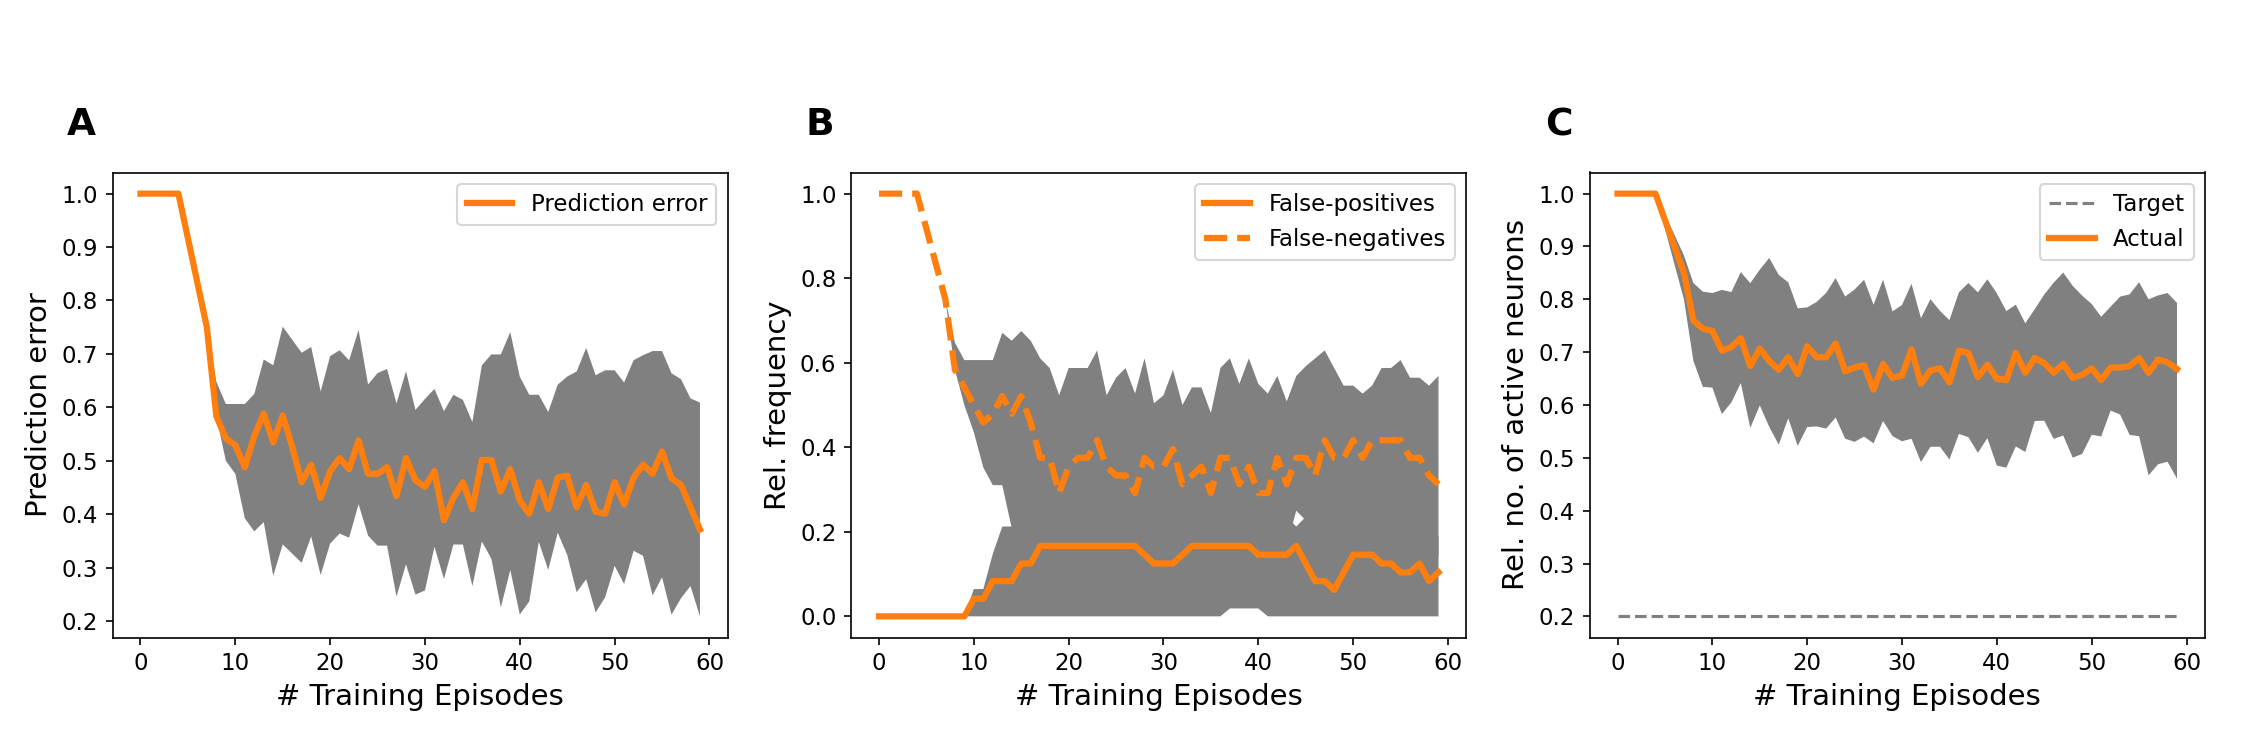 A
Prediction error
1.0
0.9
0.8
0.7
0.6
0.5
0.4
0.3
0.2
Prediction error
0 10 20 30 40 50 60
# Training Episodes
B
Rel. frequency
1.0
0.8
0.6
0.4
0.2
0.0
False-positives
False-negatives
0 10 20 30 40 50 60
# Training Episodes
C
Rel. no. of active neurons
1.0
0.9
0.8
0.7
0.6
0.5
0.4
0.3
0.2
Target
Actual
0 10 20 30 40 50 60
# Training Episodes